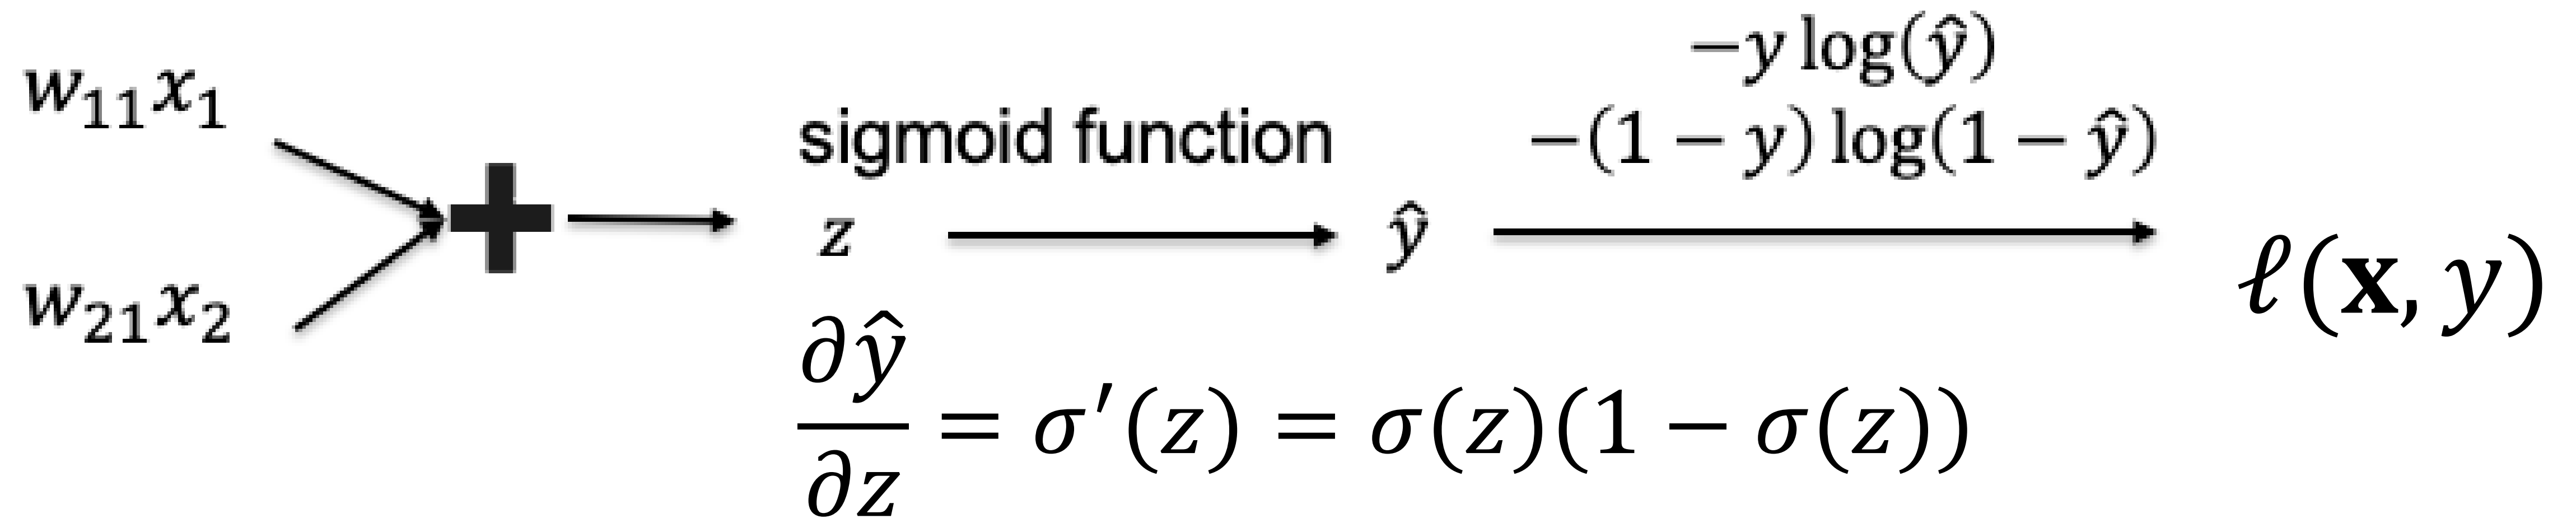 w₁₁x₁
w₂₁x₂
+
sigmoid function
z
ŷ
−y log(ŷ)
−(1 − y) log(1 − ŷ)
ℓ(𝐱, y)
∂ŷ/∂z = σ′(z) = σ(z)(1 − σ(z))